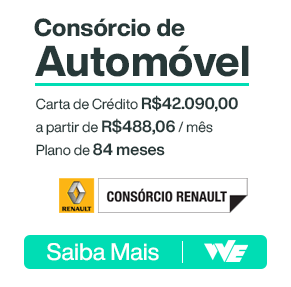 Consórcio de
Automóvel
Carta de Crédito R$42.090,00
a partir de R$488,06 / mês
Plano de 84 meses
RENAULT
CONSÓRCIO RENAULT
Saiba Mais | WE